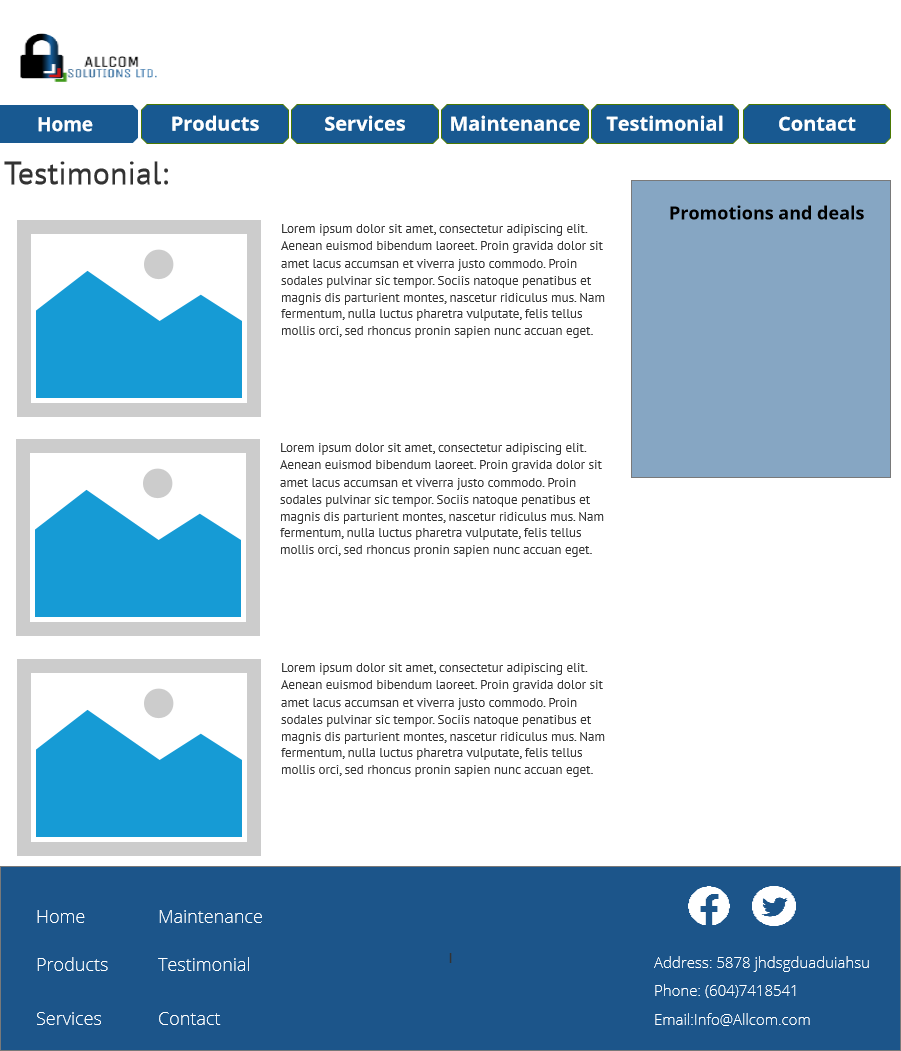 ALLCOM
SOLUTIONS LTD.
Home
Products
Services
Maintenance
Testimonial
Contact
Testimonial:
Lorem ipsum dolor sit amet, consectetur adipiscing elit.
Aenean euismod bibendum laoreet. Proin gravida dolor sit
amet lacus accumsan et viverra justo commodo. Proin
sodales pulvinar sic tempor. Sociis natoque penatibus et
magnis dis parturient montes, nascetur ridiculus mus. Nam
fermentum, nulla luctus pharetra vulputate, felis tellus
mollis orci, sed rhoncus pronin sapien nunc accuan eget.
Promotions and deals
Lorem ipsum dolor sit amet, consectetur adipiscing elit.
Aenean euismod bibendum laoreet. Proin gravida dolor sit
amet lacus accumsan et viverra justo commodo. Proin
sodales pulvinar sic tempor. Sociis natoque penatibus et
magnis dis parturient montes, nascetur ridiculus mus. Nam
fermentum, nulla luctus pharetra vulputate, felis tellus
mollis orci, sed rhoncus pronin sapien nunc accuan eget.
Lorem ipsum dolor sit amet, consectetur adipiscing elit.
Aenean euismod bibendum laoreet. Proin gravida dolor sit
amet lacus accumsan et viverra justo commodo. Proin
sodales pulvinar sic tempor. Sociis natoque penatibus et
magnis dis parturient montes, nascetur ridiculus mus. Nam
fermentum, nulla luctus pharetra vulputate, felis tellus
mollis orci, sed rhoncus pronin sapien nunc accuan eget.
Home
Products
Services
Maintenance
Testimonial
Contact
Address: 5878 jhdsgduaduiahsu
Phone: (604)7418541
Email:Info@Allcom.com